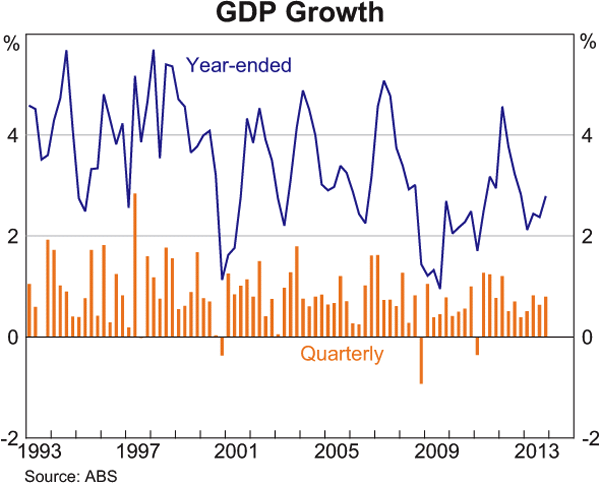 GDP Growth
% %
Year-ended
4 4
2 2
0 0
Quarterly
-2 -2
1993 1997 2001 2005 2009 2013
Source: ABS